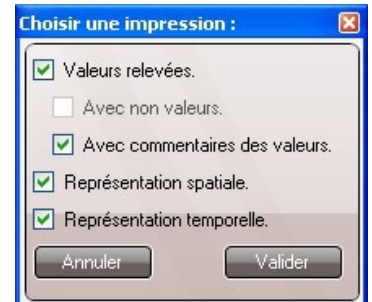 Choisir une impression :
Valeurs relevées.
Avec non valeurs.
Avec commentaires des valeurs.
Représentation spatiale.
Représentation temporelle.
Annuler
Valider